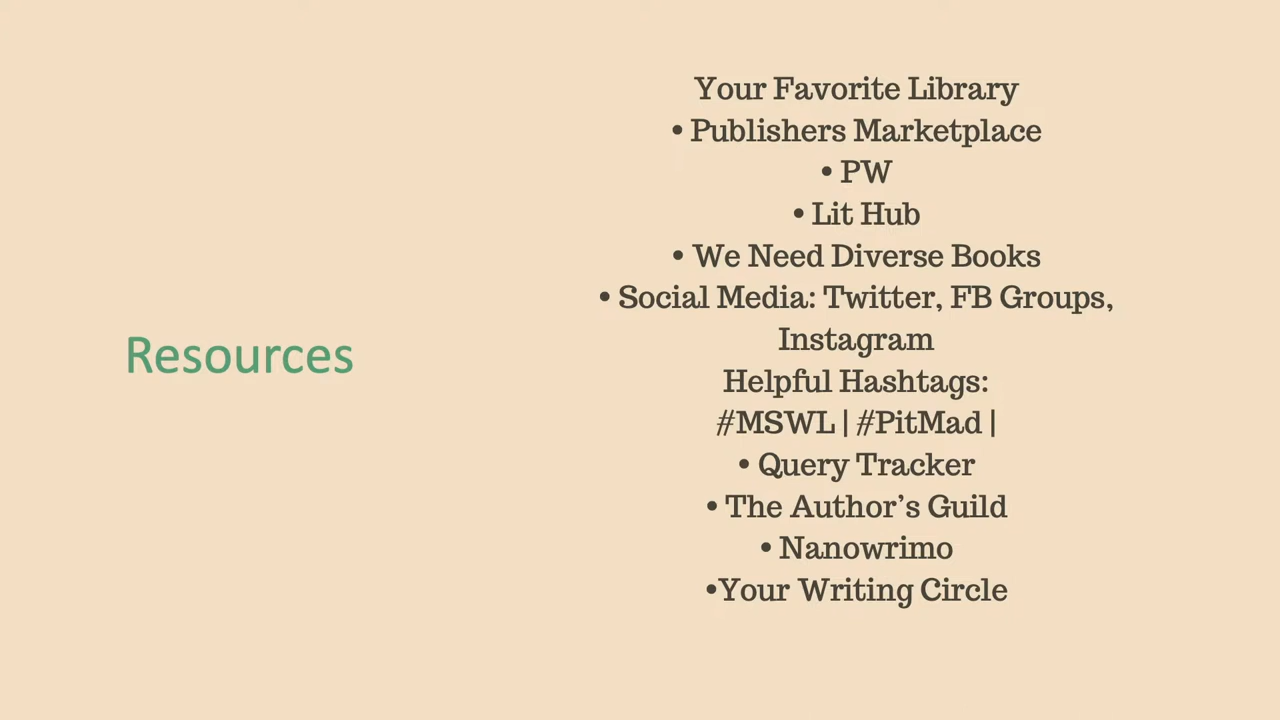 Resources
Your Favorite Library
• Publishers Marketplace
• PW
• Lit Hub
• We Need Diverse Books
• Social Media: Twitter, FB Groups,
Instagram
Helpful Hashtags:
#MSWL | #PitMad |
• Query Tracker
• The Author’s Guild
• Nanowrimo
•Your Writing Circle